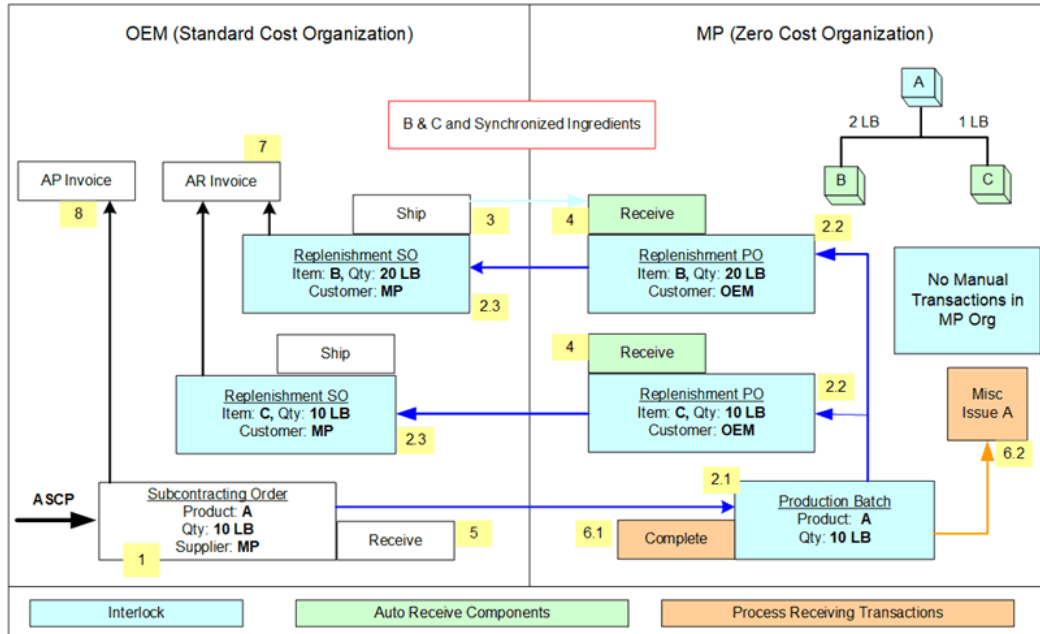 OEM (Standard Cost Organization)
MP (Zero Cost Organization)
A
2 LB
1 LB
B
C
B & C and Synchronized Ingredients
7
AP Invoice
8
AR Invoice
Ship
3
4
Receive
2.2
Replenishment SO
Item: B, Qty: 20 LB
Customer: MP
2.3
Replenishment PO
Item: B, Qty: 20 LB
Customer: OEM
No Manual
Transactions in
MP Org
Ship
4
Receive
Replenishment SO
Item: C, Qty: 10 LB
Customer: MP
2.3
Replenishment PO
Item: C, Qty: 10 LB
Customer: OEM
2.2
Misc
Issue A
6.2
ASCP
Subcontracting Order
Product: A
Qty: 10 LB
Supplier: MP
1
Receive
5
2.1
6.1
Complete
Production Batch
Product: A
Qty: 10 LB
Interlock
Auto Receive Components
Process Receiving Transactions